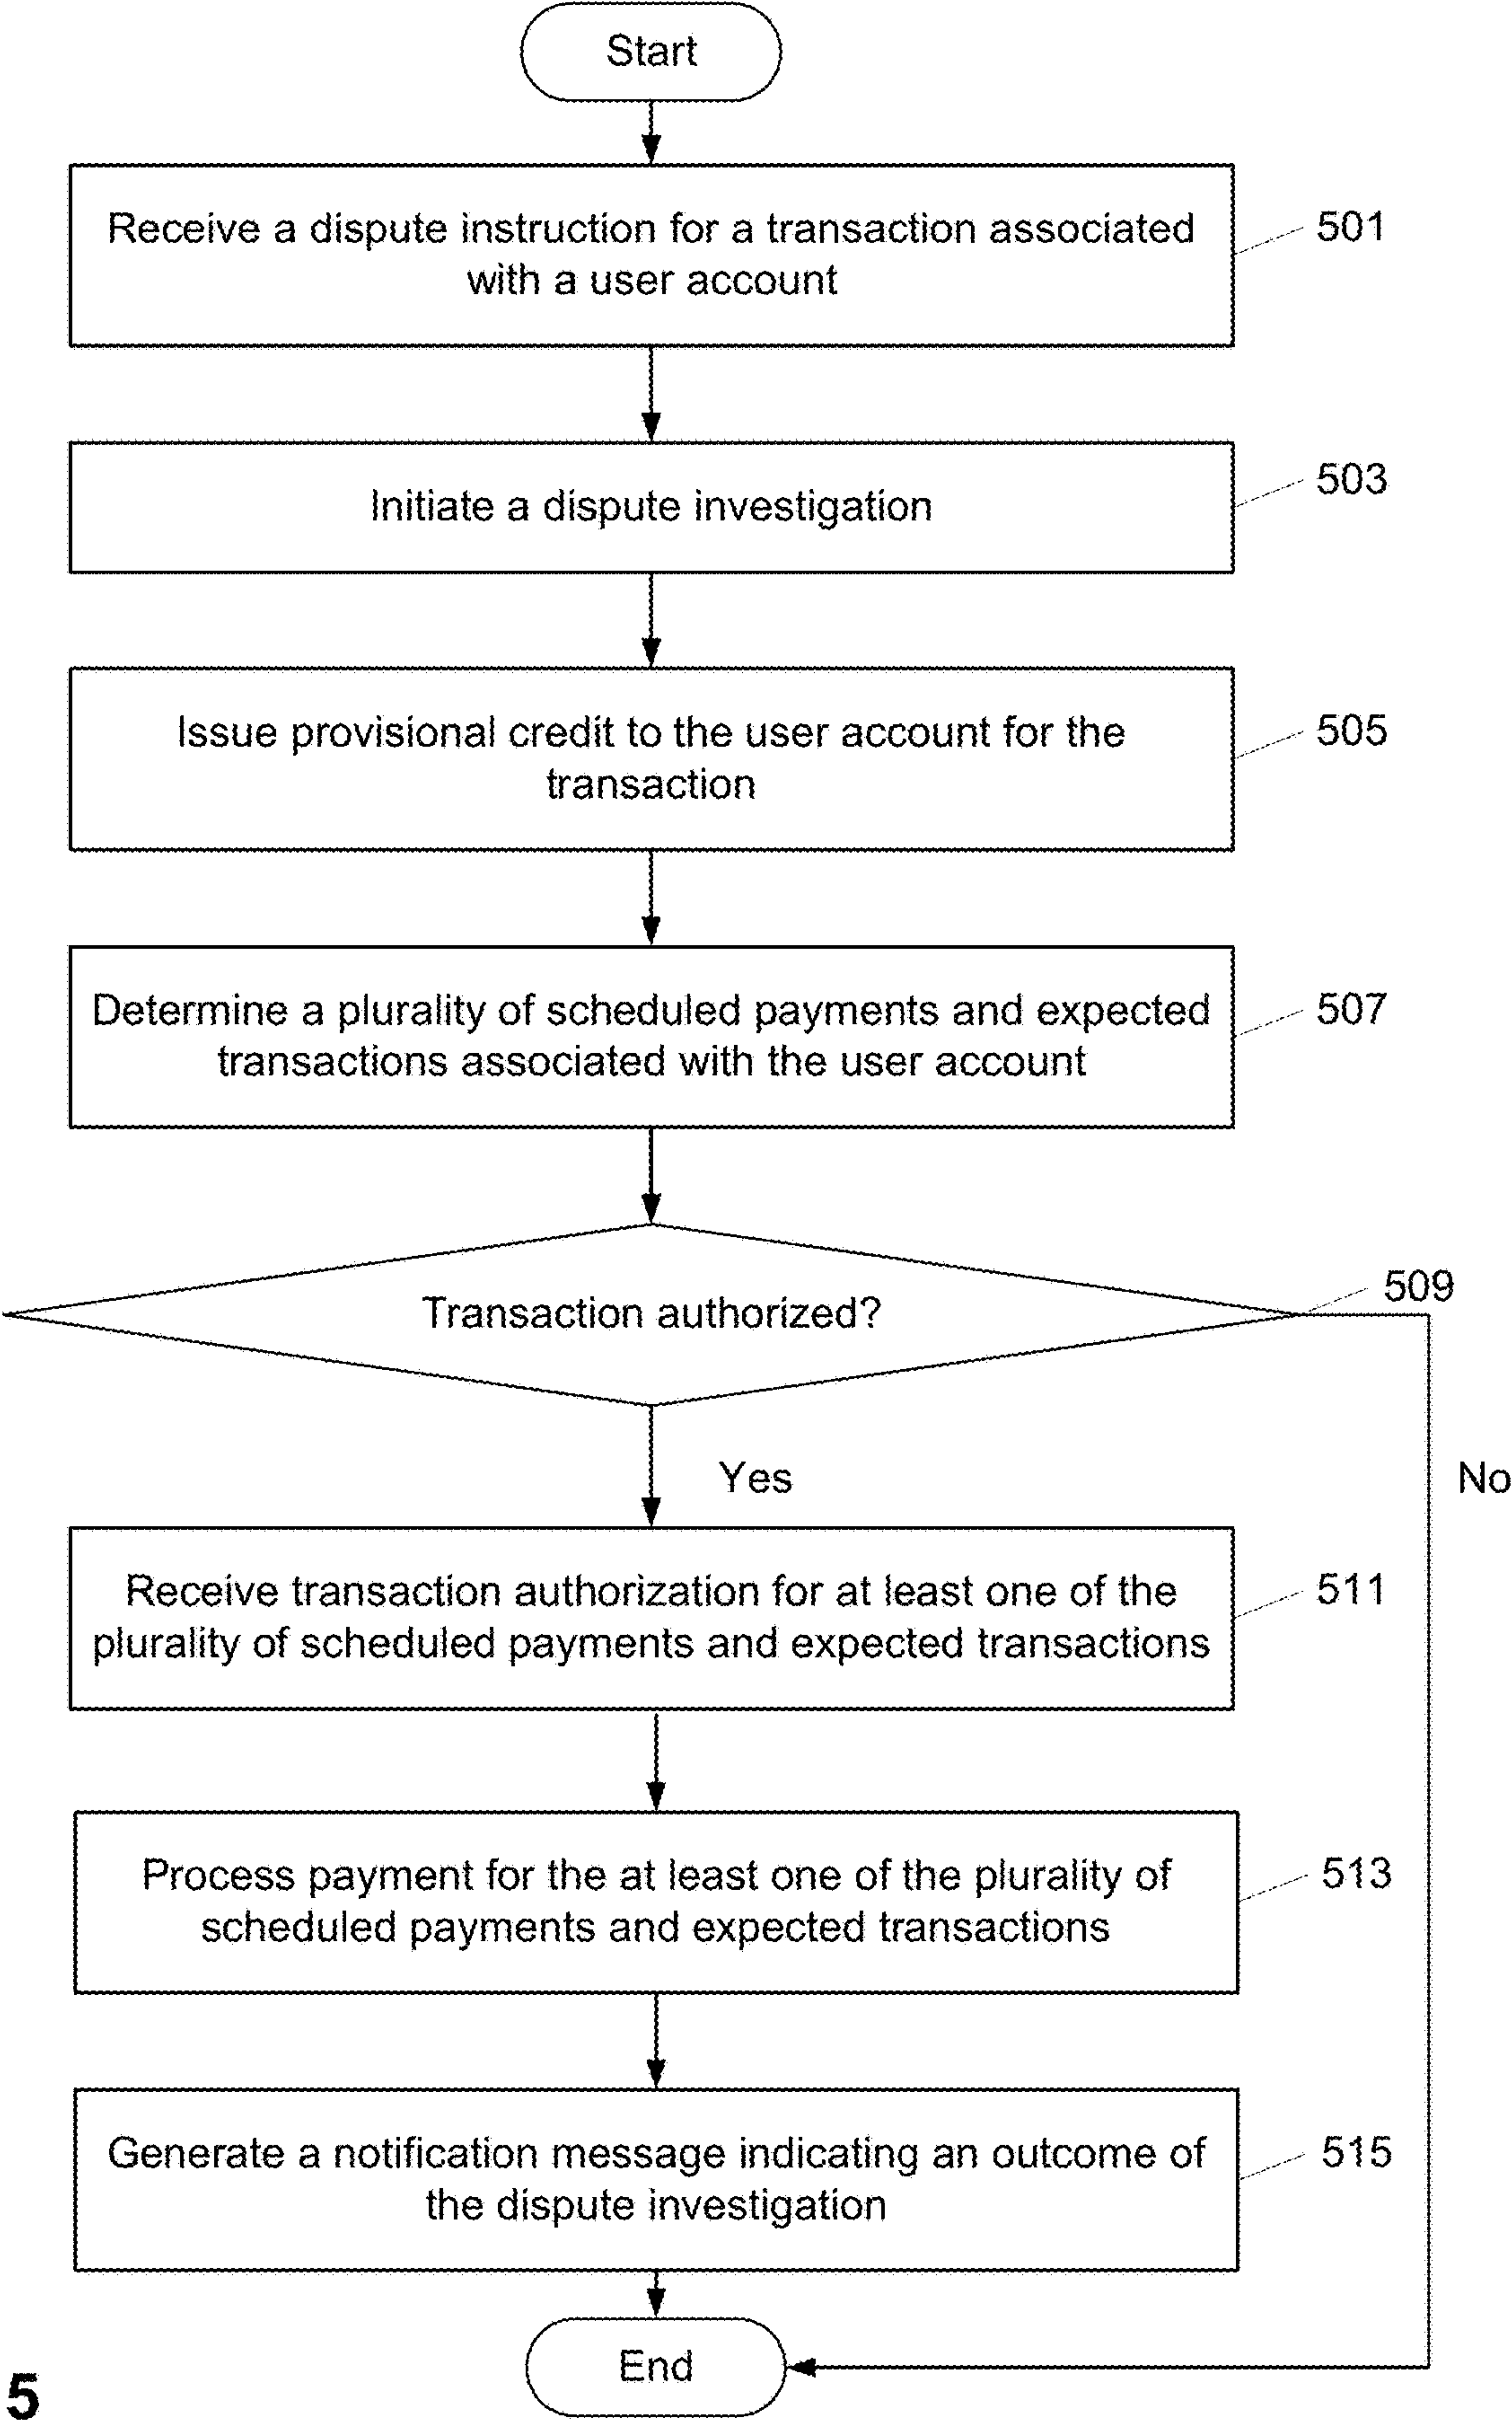 Start
Receive a dispute instruction for a transaction associated
with a user account
501
Initiate a dispute investigation
503
Issue provisional credit to the user account for the
transaction
505
Determine a plurality of scheduled payments and expected
transactions associated with the user account
507
Transaction authorized?
509
Yes
No
Receive transaction authorization for at least one of the
plurality of scheduled payments and expected transactions
511
Process payment for the at least one of the plurality of
scheduled payments and expected transactions
513
Generate a notification message indicating an outcome of
the dispute investigation
515
End
5